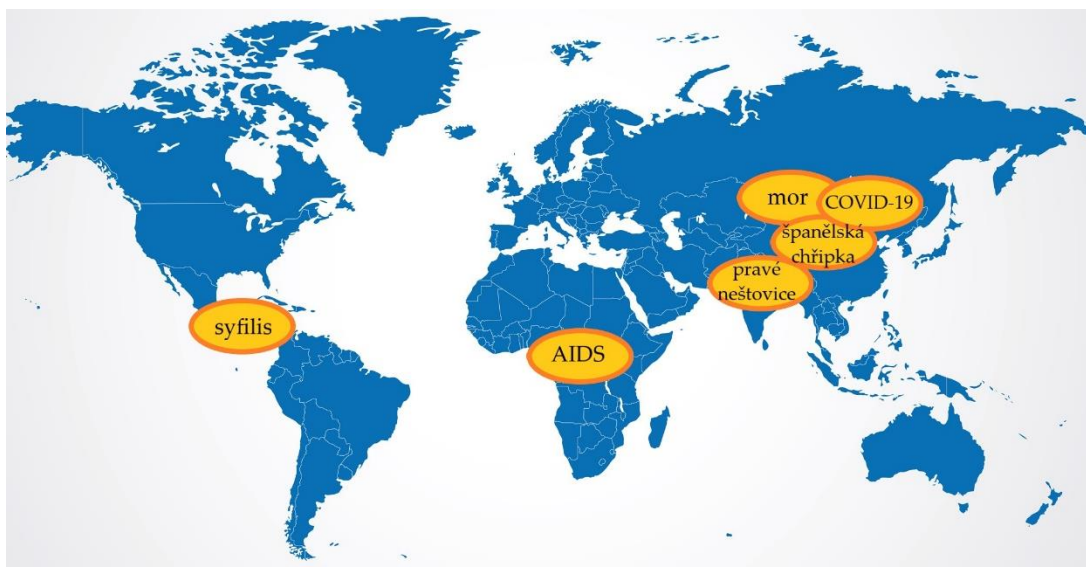 mor
COVID-19
španělská
chřipka
pravé
neštovice
syfilis
AIDS